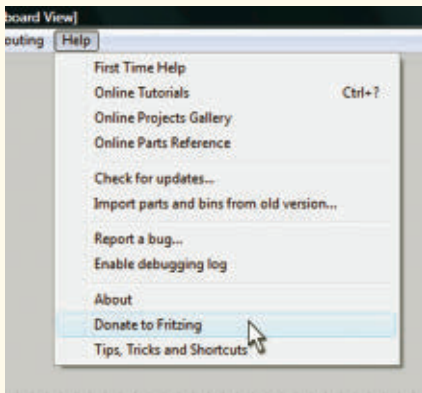 board View]
outing Help
First Time Help
Online Tutorials Ctrl+?
Online Projects Gallery
Online Parts Reference
Check for updates...
Import parts and bins from old version...
Report a bug...
Enable debugging log
About
Donate to Fritzing
Tips, Tricks and Shortcuts